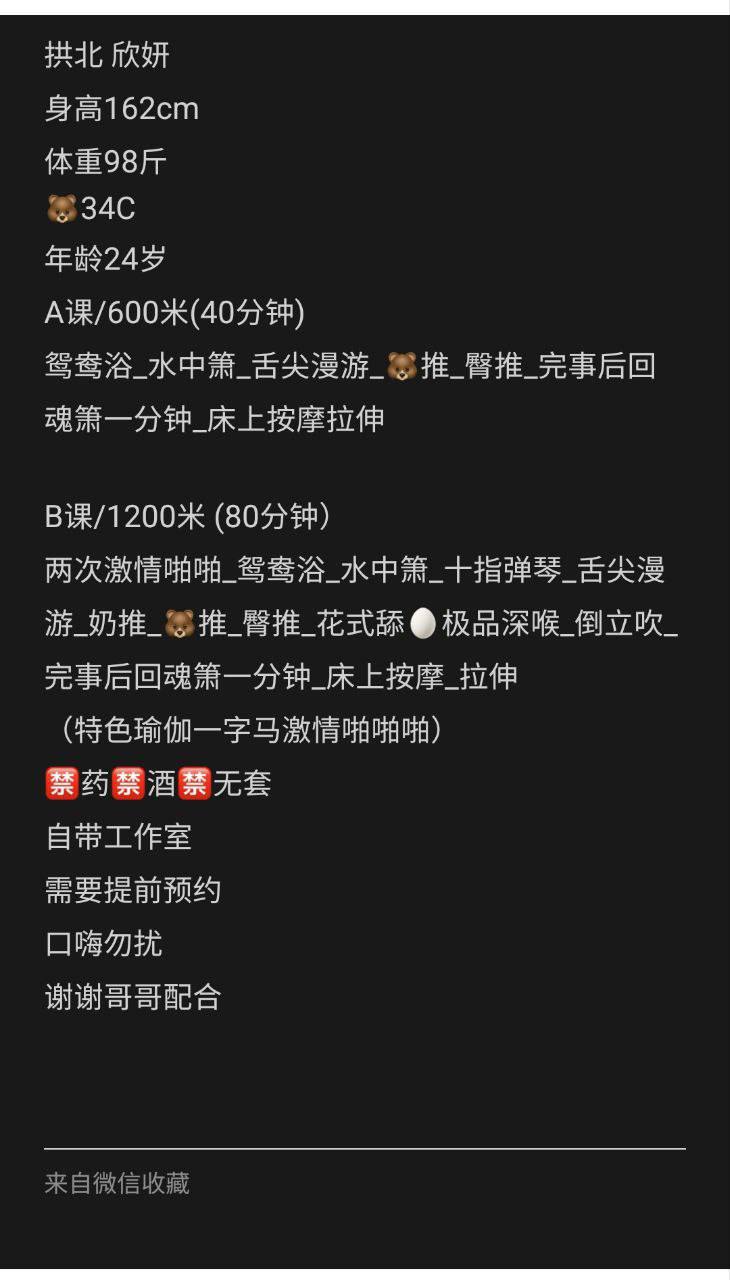 拱北 欣妍
身高162cm
体重98斤
🐻34C
年龄24岁
A课/600米(40分钟)
鸳鸯浴_水中箫_舌尖漫游_🐻推_臀推_完事后回
魂箫一分钟_床上按摩拉伸
B课/1200米 (80分钟）
两次激情啪啪_鸳鸯浴_水中箫_十指弹琴_舌尖漫
游_奶推_🐻推_臀推_花式舔🥚极品深喉_倒立吹_
完事后回魂箫一分钟_床上按摩_拉伸
（特色瑜伽一字马激情啪啪啪）
🈲药🈲酒🈲无套
自带工作室
需要提前预约
口嗨勿扰
谢谢哥哥配合
来自微信收藏